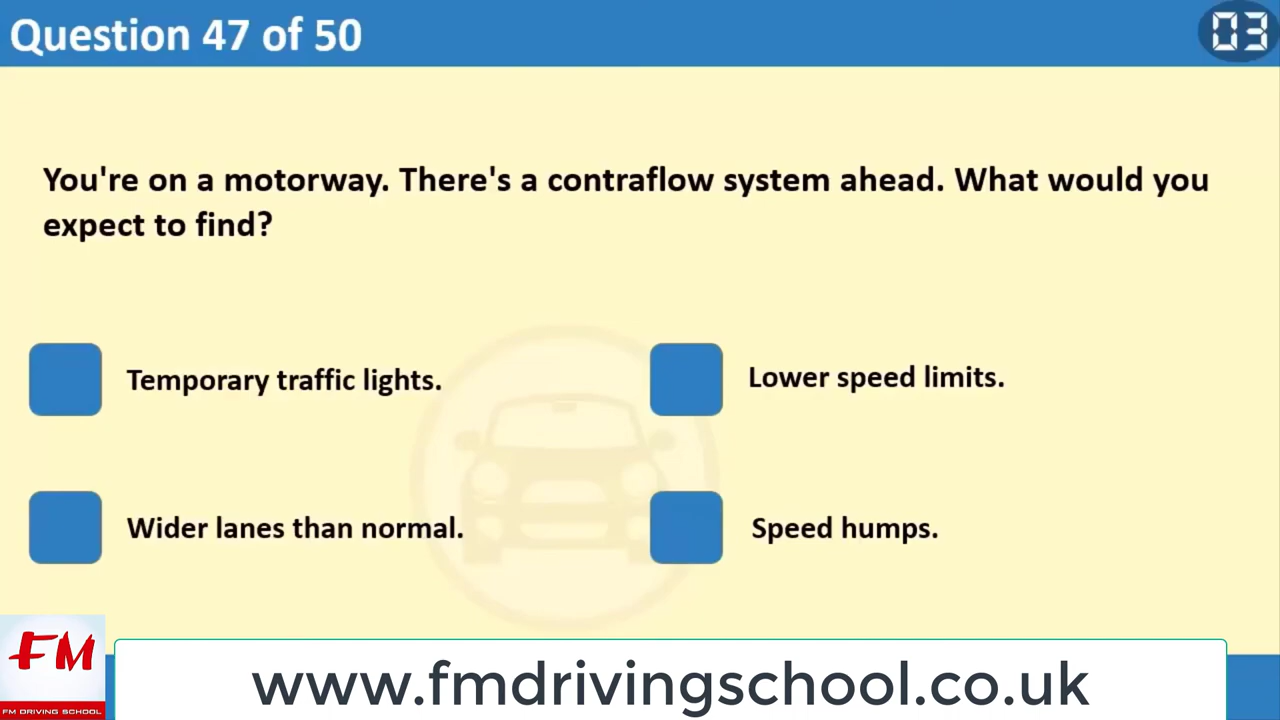 Question 47 of 50
03
You're on a motorway. There's a contraflow system ahead. What would you
expect to find?
Temporary traffic lights.
Lower speed limits.
Wider lanes than normal.
Speed humps.
FM
FM DRIVING SCHOOL
www.fmdrivingschool.co.uk